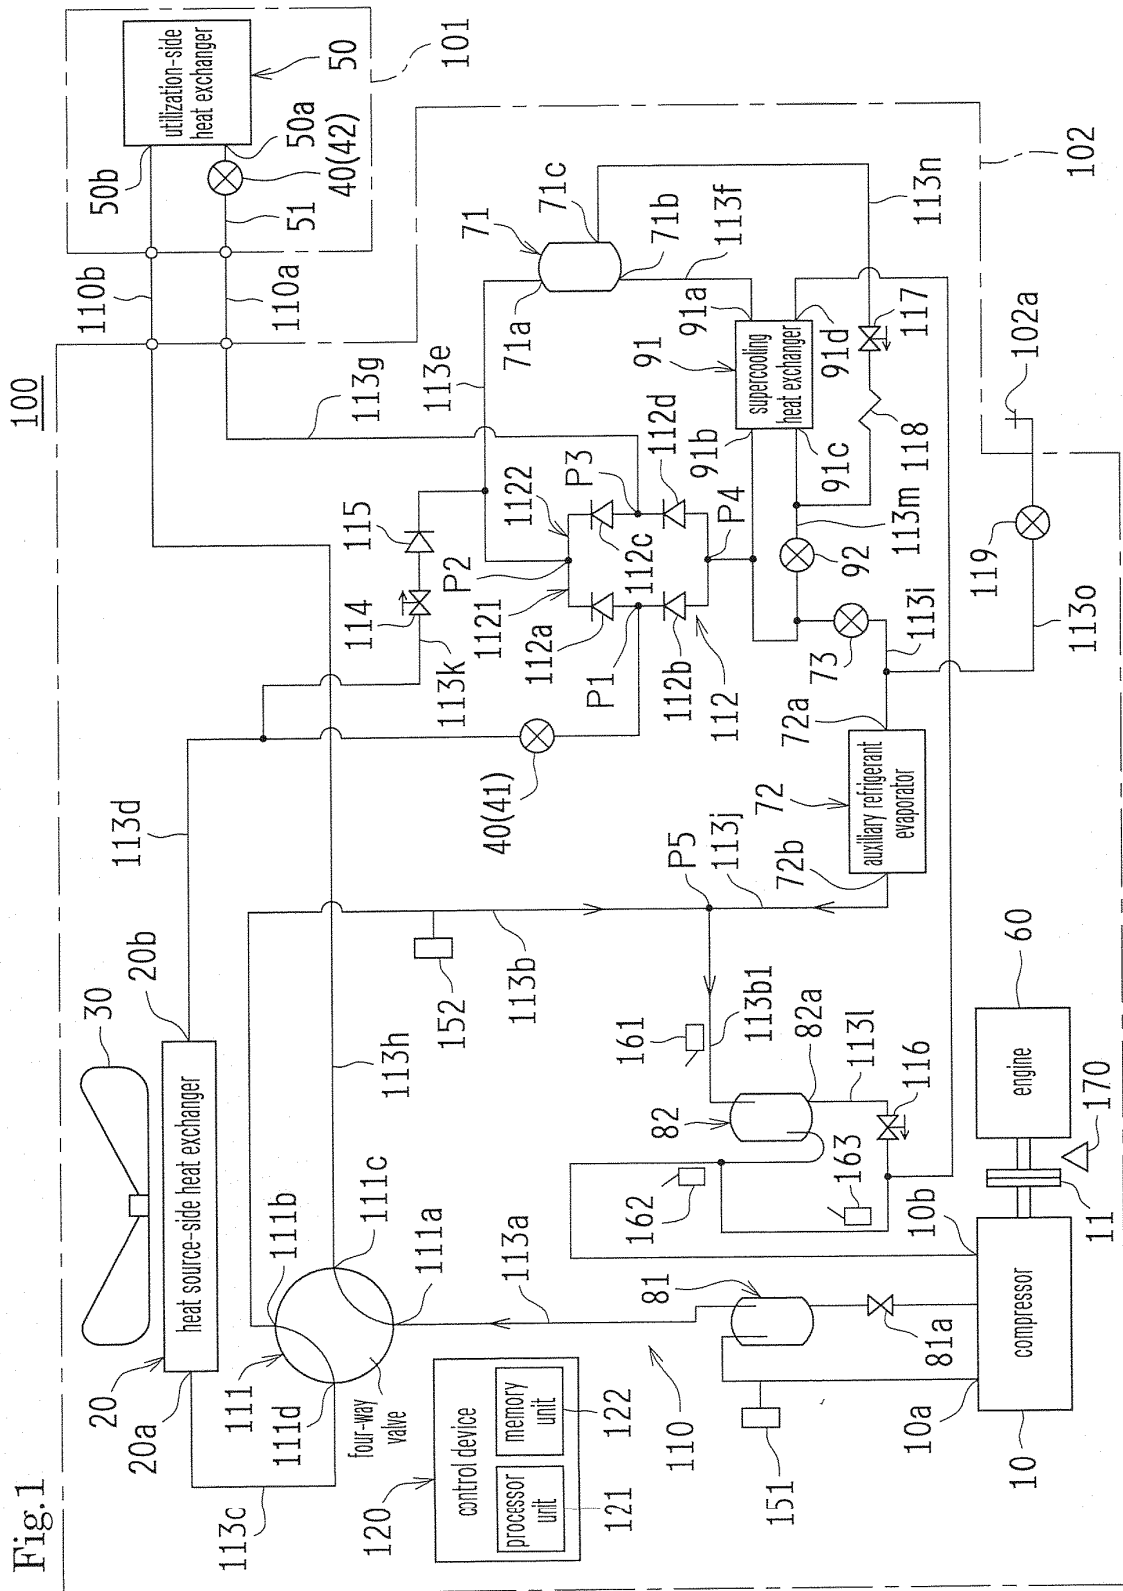 Fig.1
100
30
20
20a
20b
heat source-side heat exchanger
113c
113d
110b
110a
50b
50a
50
utilization-side
heat exchanger
51
40(42)
101
111
111b
111c
111a
111d
four-way
valve
113h
113g
113e
113k
114
115
152
113b
40(41)
P2
1121
1122
112a
112c
P3
P1
112b
112d
112
P4
71
71a
71c
71b
113f
91
91a
91b
91c
91d
supercooling
heat exchanger
117
118
113n
102
102a
119
113m
92
73
113i
113o
72
72a
72b
auxiliary refrigerant
evaporator
113j
P5
113b1
161
82
82a
113l
116
162
163
113a
81
81a
110
120
control device
processor
unit
memory
unit
121
122
151
10a
10b
10
compressor
11
170
engine
60